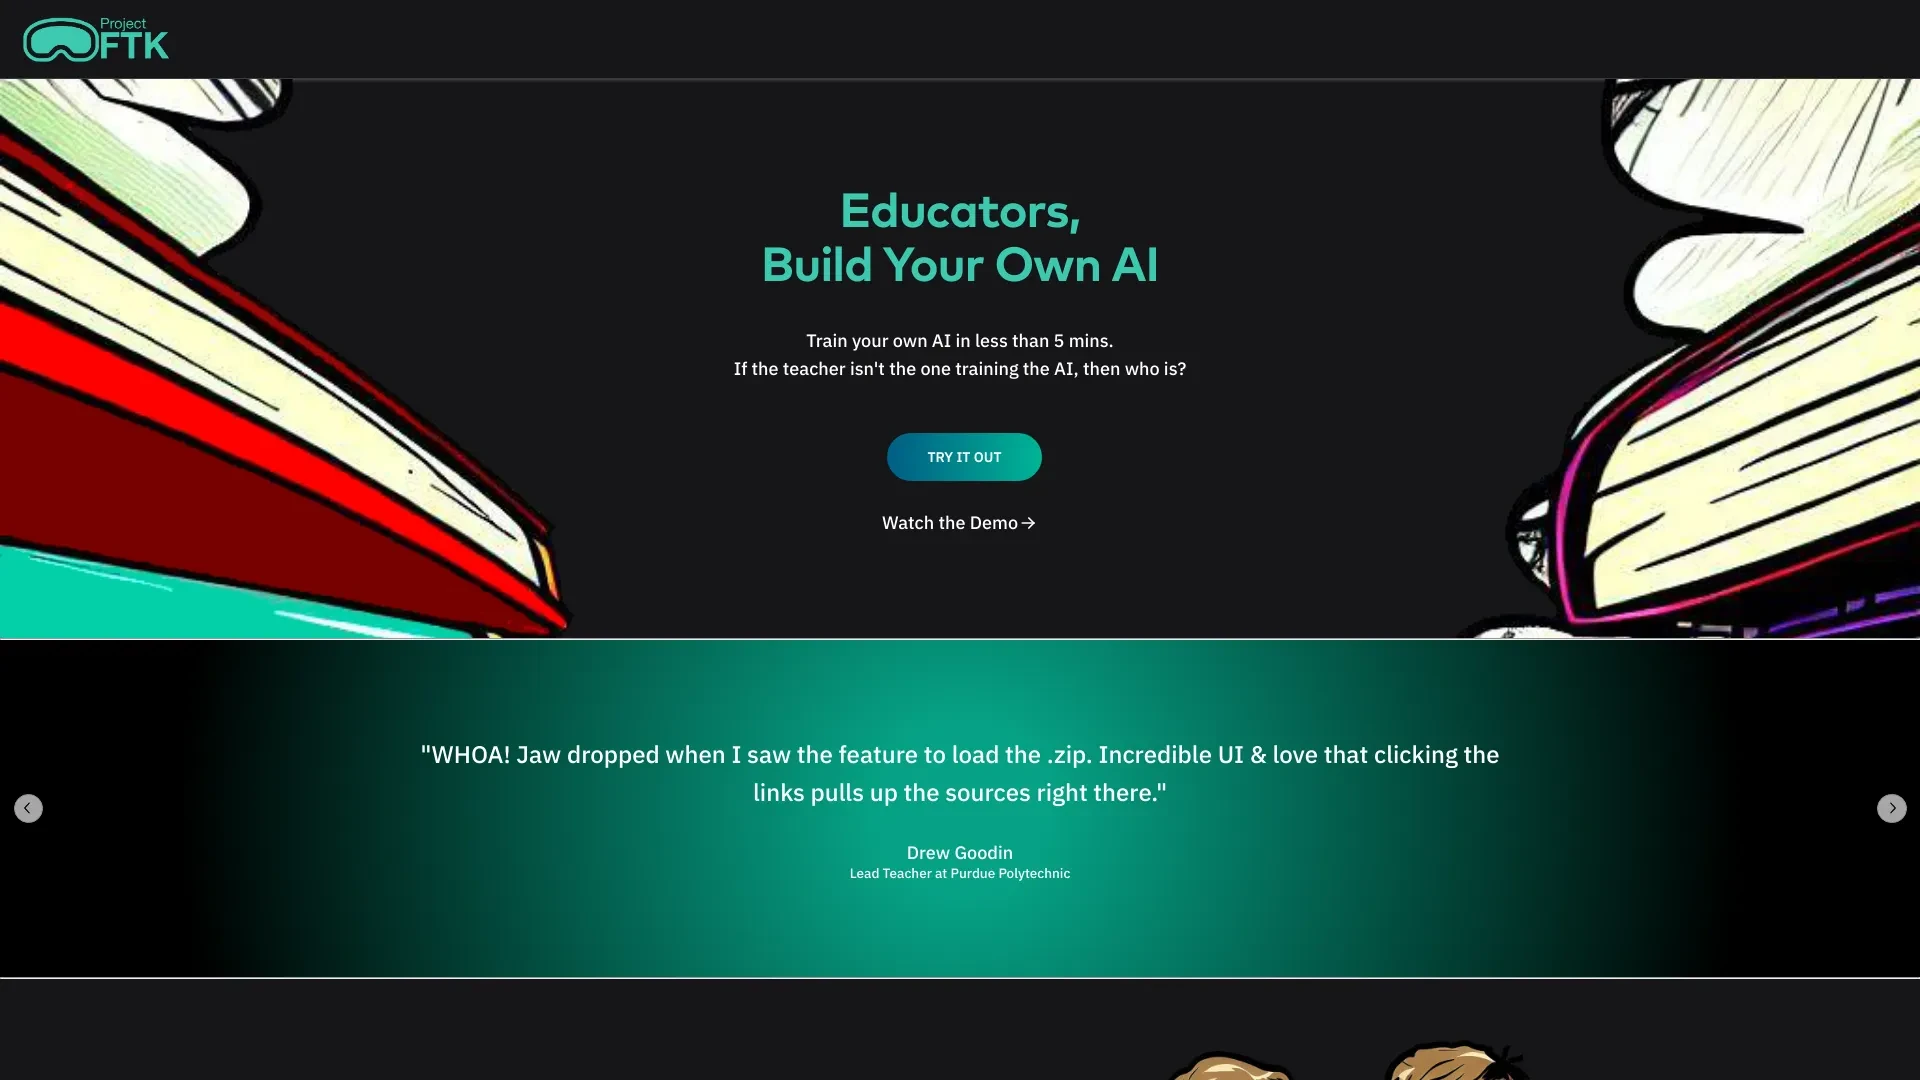 Project
FTK
Educators,
Build Your Own AI
Train your own AI in less than 5 mins.
If the teacher isn't the one training the AI, then who is?
TRY IT OUT
Watch the Demo→
"WHOA! Jaw dropped when I saw the feature to load the .zip. Incredible UI & love that clicking the
links pulls up the sources right there."
Drew Goodin
Lead Teacher at Purdue Polytechnic